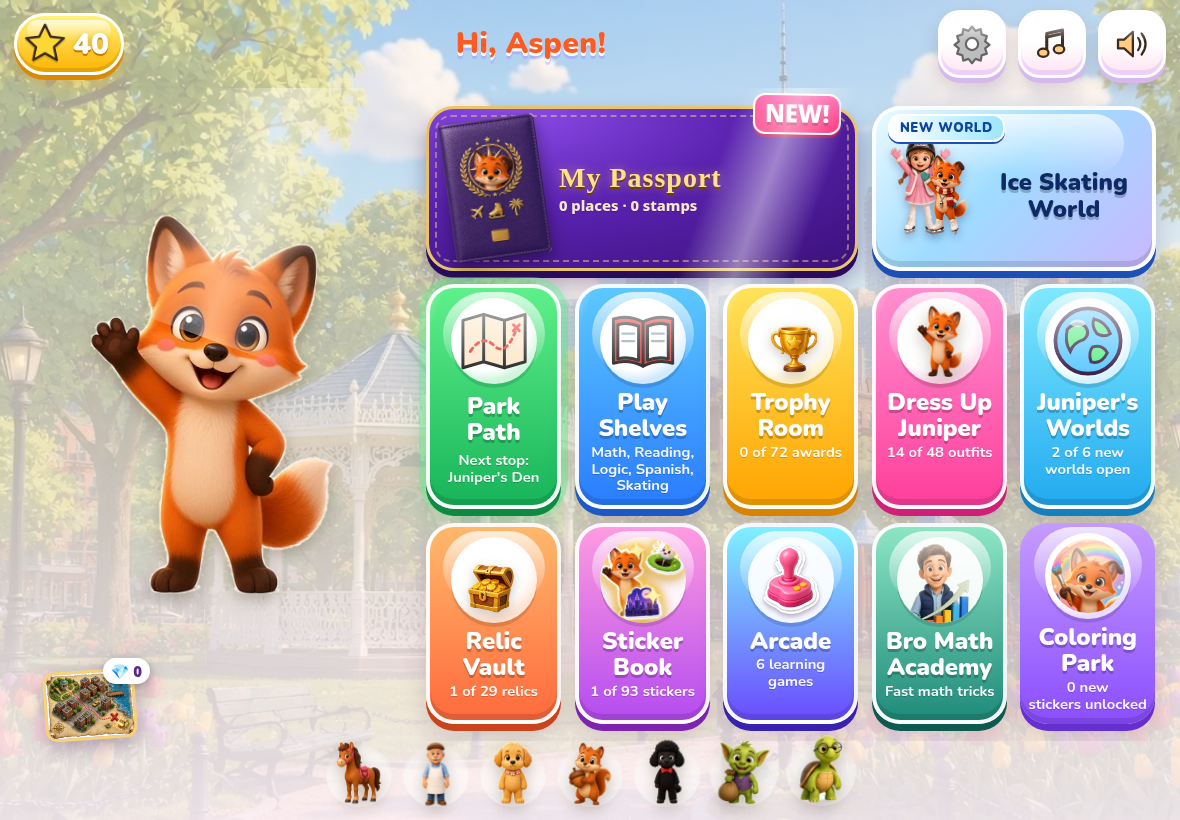 40
Hi, Aspen!
NEW!
My Passport
0 places · 0 stamps
NEW WORLD
Ice Skating
World
Park
Path
Next stop:
Juniper's Den
Play
Shelves
Math, Reading,
Logic, Spanish,
Skating
Trophy
Room
0 of 72 awards
Dress Up
Juniper
14 of 48 outfits
Juniper's
Worlds
2 of 6 new
worlds open
Relic
Vault
1 of 29 relics
Sticker
Book
1 of 93 stickers
Arcade
6 learning
games
Bro Math
Academy
Fast math tricks
Coloring
Park
0 new
stickers unlocked
0